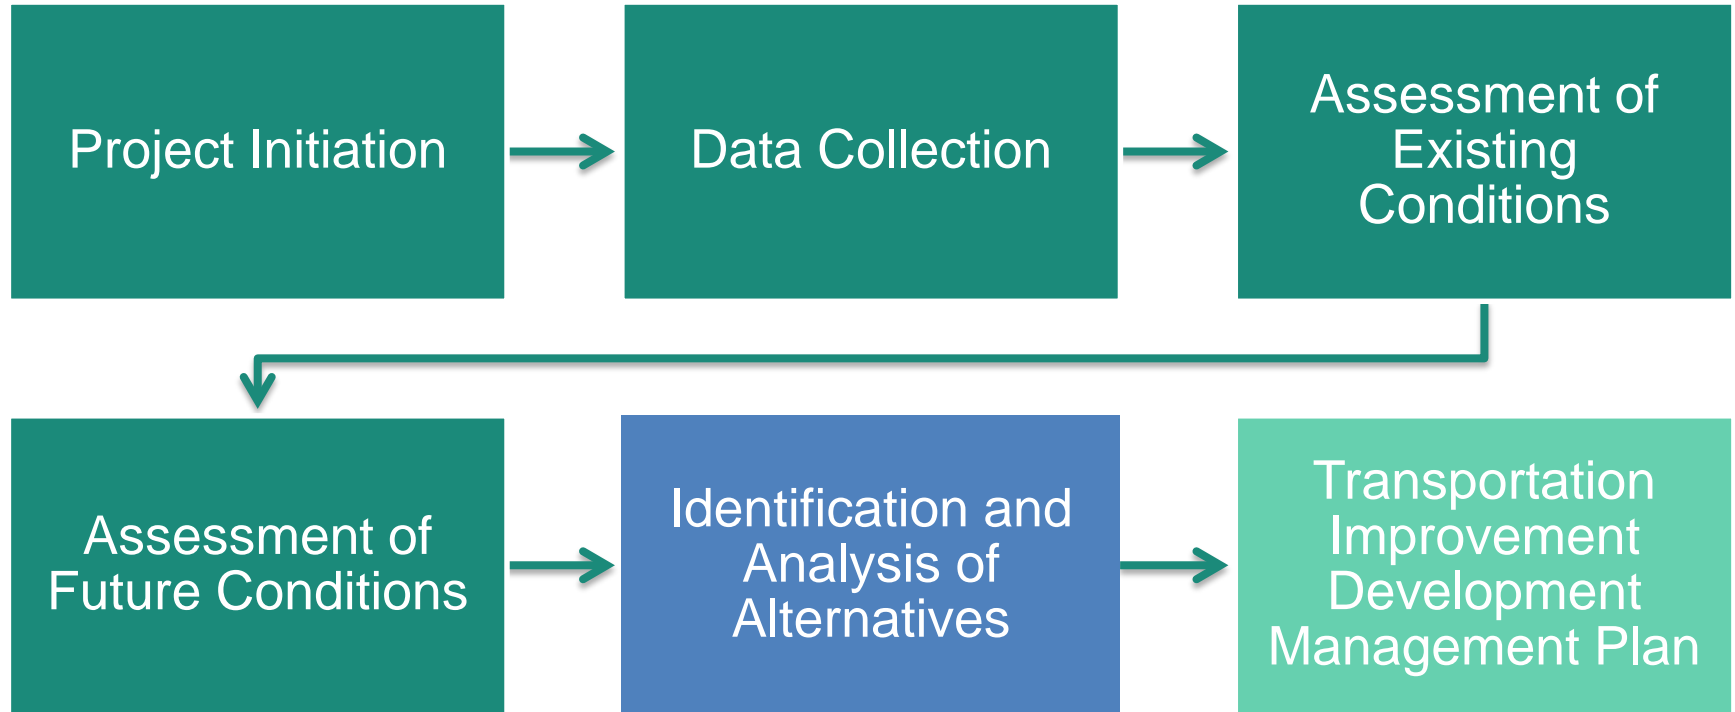 Project Initiation
Data Collection
Assessment of
Existing
Conditions
Assessment of
Future Conditions
Identification and
Analysis of
Alternatives
Transportation
Improvement
Development
Management Plan